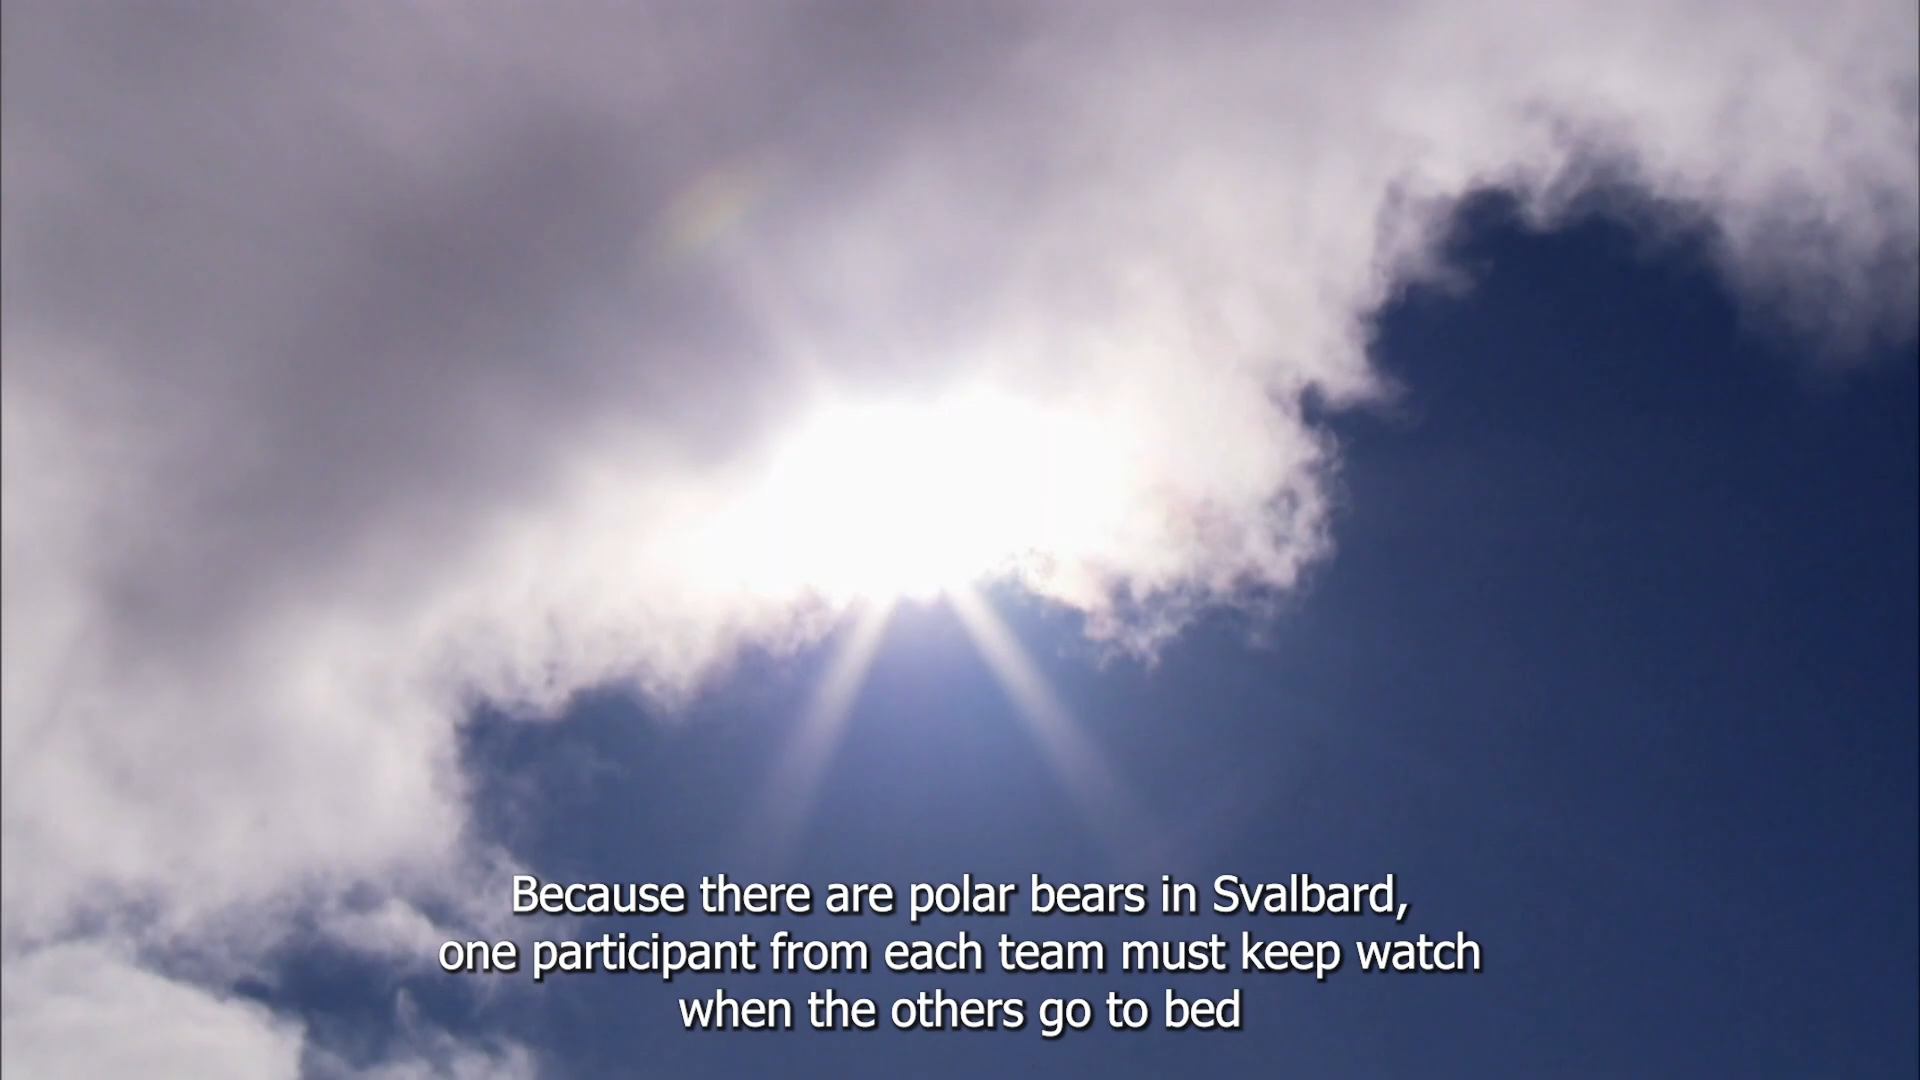 Because there are polar bears in Svalbard,
one participant from each team must keep watch
when the others go to bed